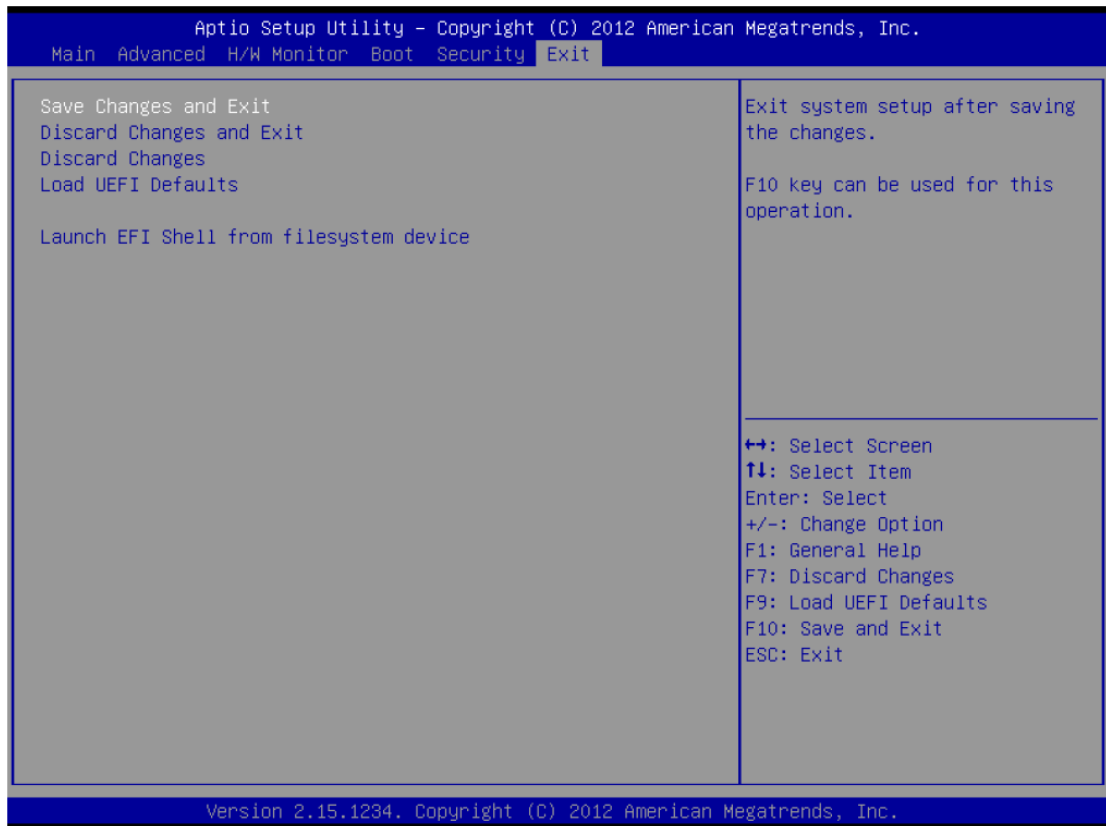 Aptio Setup Utility – Copyright (C) 2012 American Megatrends, Inc.
Main Advanced H/W Monitor Boot Security Exit
Save Changes and Exit
Discard Changes and Exit
Discard Changes
Load UEFI Defaults
Launch EFI Shell from filesystem device
Exit system setup after saving
the changes.
F10 key can be used for this
operation.
↔: Select Screen
↑↓: Select Item
Enter: Select
+/-: Change Option
F1: General Help
F7: Discard Changes
F9: Load UEFI Defaults
F10: Save and Exit
ESC: Exit
Version 2.15.1234. Copyright (C) 2012 American Megatrends, Inc.